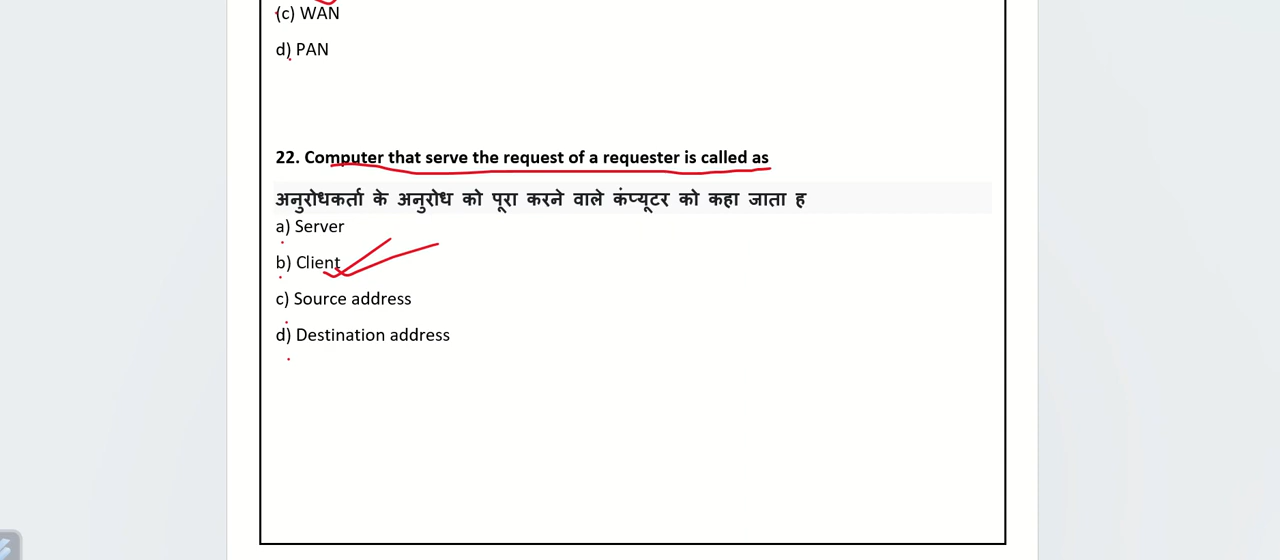 (c) WAN
d) PAN
22. Computer that serve the request of a requester is called as
अनुरोधकर्ता के अनुरोध को पूरा करने वाले कंप्यूटर को कहा जाता ह
a) Server
b) Client
c) Source address
d) Destination address